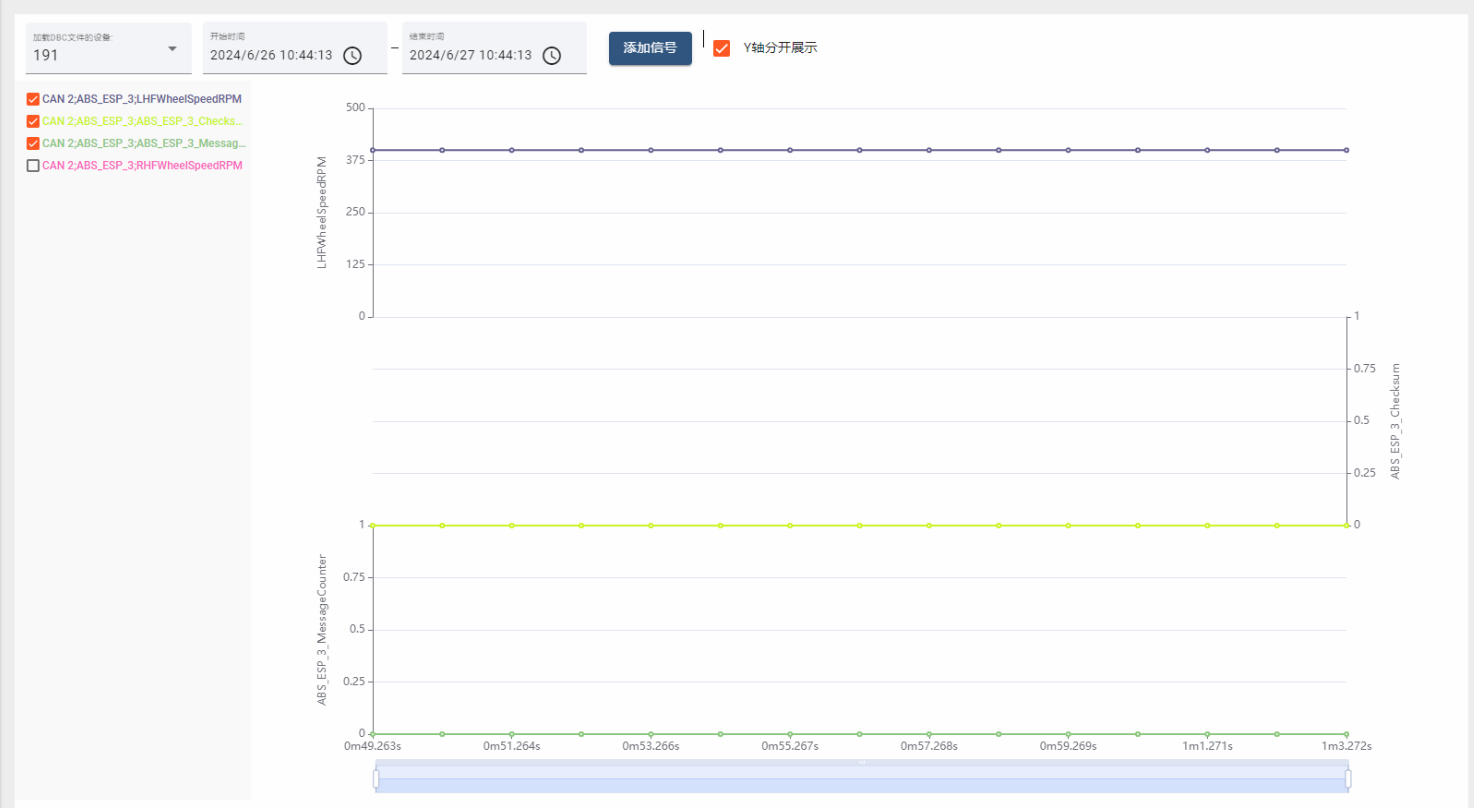 加载DBC文件的设备:
191
开始时间
2024/6/26 10:44:13
–
结束时间
2024/6/27 10:44:13
添加信号
Y轴分开展示
CAN 2;ABS_ESP_3;LHFWheelSpeedRPM
CAN 2;ABS_ESP_3;ABS_ESP_3_Checks...
CAN 2;ABS_ESP_3;ABS_ESP_3_Messag...
CAN 2;ABS_ESP_3;RHFWheelSpeedRPM
LHFWheelSpeedRPM
500
375
250
125
0
1
0.75
0.5
0.25
0
ABS_ESP_3_Checksum
ABS_ESP_3_MessageCounter
1
0.75
0.5
0.25
0
0m49.263s
0m51.264s
0m53.266s
0m55.267s
0m57.268s
0m59.269s
1m1.271s
1m3.272s